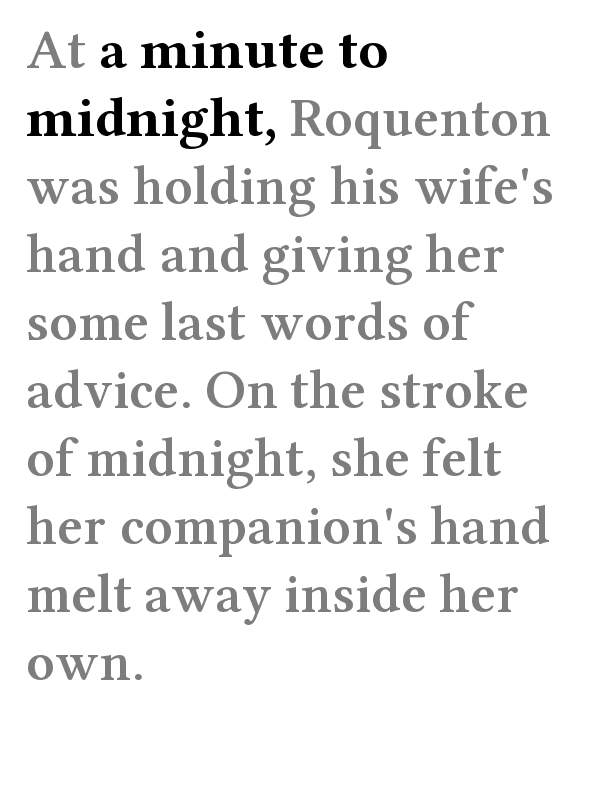 At a minute to
midnight, Roquenton
was holding his wife's
hand and giving her
some last words of
advice. On the stroke
of midnight, she felt
her companion's hand
melt away inside her
own.